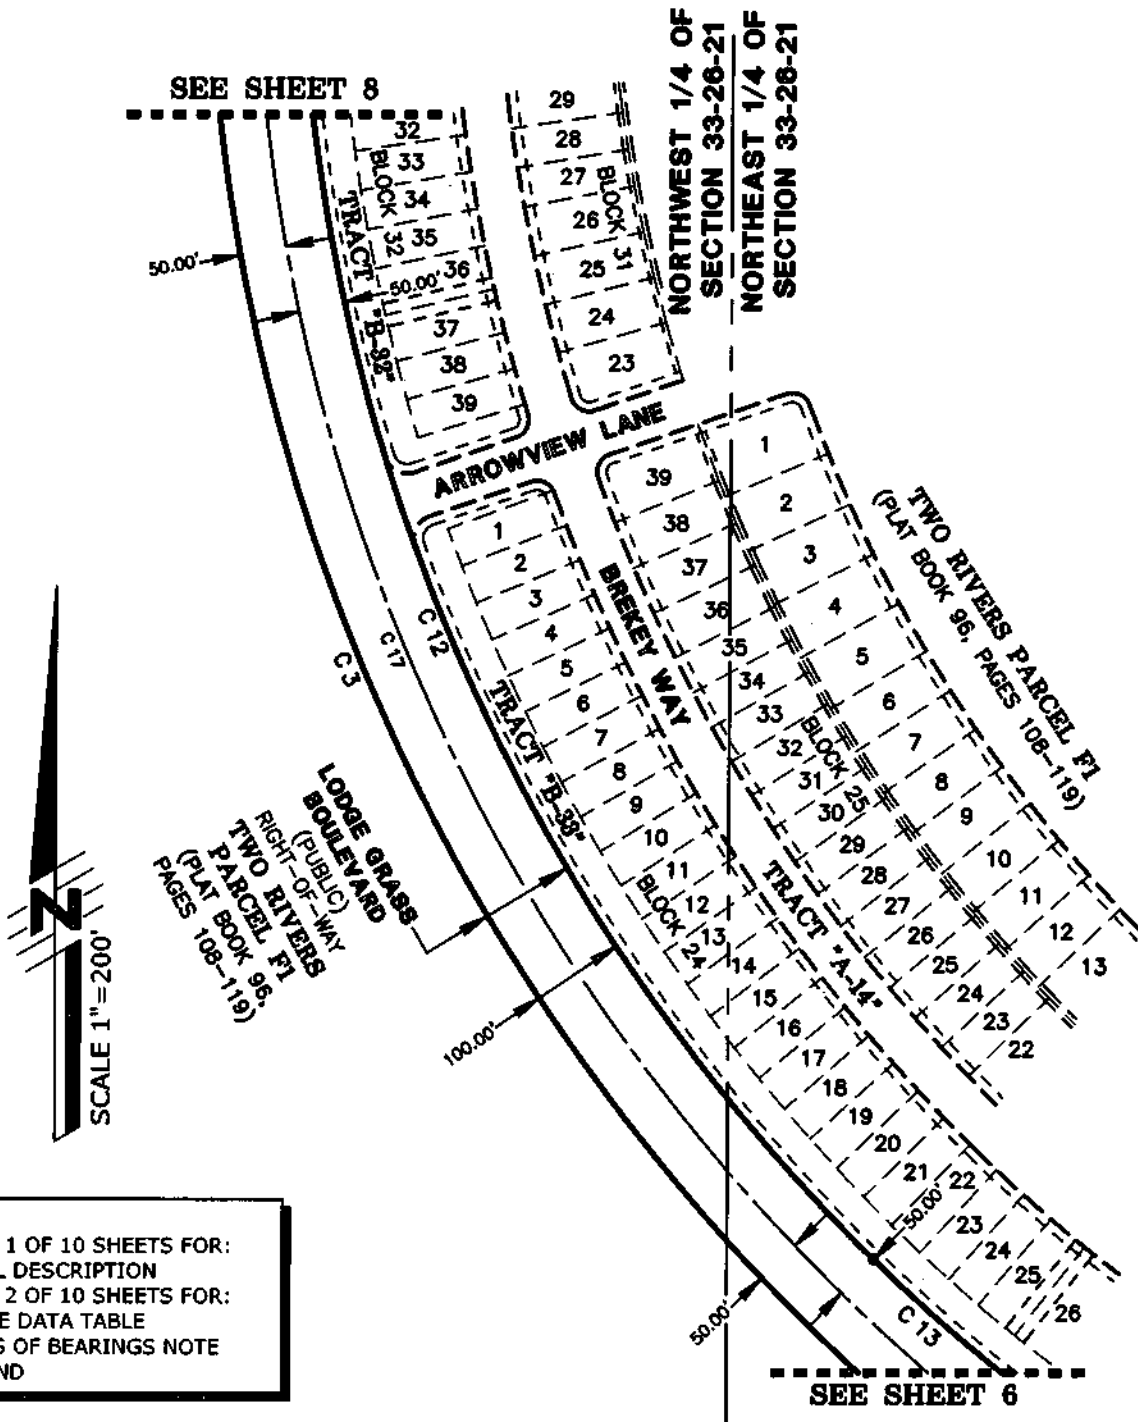 SEE SHEET 8
NORTHWEST 1/4 OF
SECTION 33-26-21
NORTHEAST 1/4 OF
SECTION 33-26-21
32
33
34
35
36
37
38
39
BLOCK 32
TRACT "B-32"
50.00'
50.00'
29
28
27
26
25
24
23
BLOCK 31
ARROWVIEW LANE
BREKEY WAY
39
38
37
36
35
34
33
32
31
30
29
28
27
26
25
24
23
22
BLOCK 25
1
2
3
4
5
6
7
8
9
10
11
12
13
TWO RIVERS PARCEL F1
(PLAT BOOK 96, PAGES 108-119)
TRACT "A-14"
1
2
3
4
5
6
7
8
9
10
11
12
13
14
15
16
17
18
19
20
21
22
23
24
25
26
BLOCK 24
TRACT "B-33"
C 3
C 17
C 12
LODGE GRASS
BOULEVARD
(PUBLIC)
RIGHT-OF-WAY
TWO RIVERS
PARCEL F1
(PLAT BOOK 96,
PAGES 108-119)
100.00'
50.00'
50.00'
C 13
N
SCALE 1"=200'
1 OF 10 SHEETS FOR:
L DESCRIPTION
2 OF 10 SHEETS FOR:
E DATA TABLE
S OF BEARINGS NOTE
ND
SEE SHEET 6